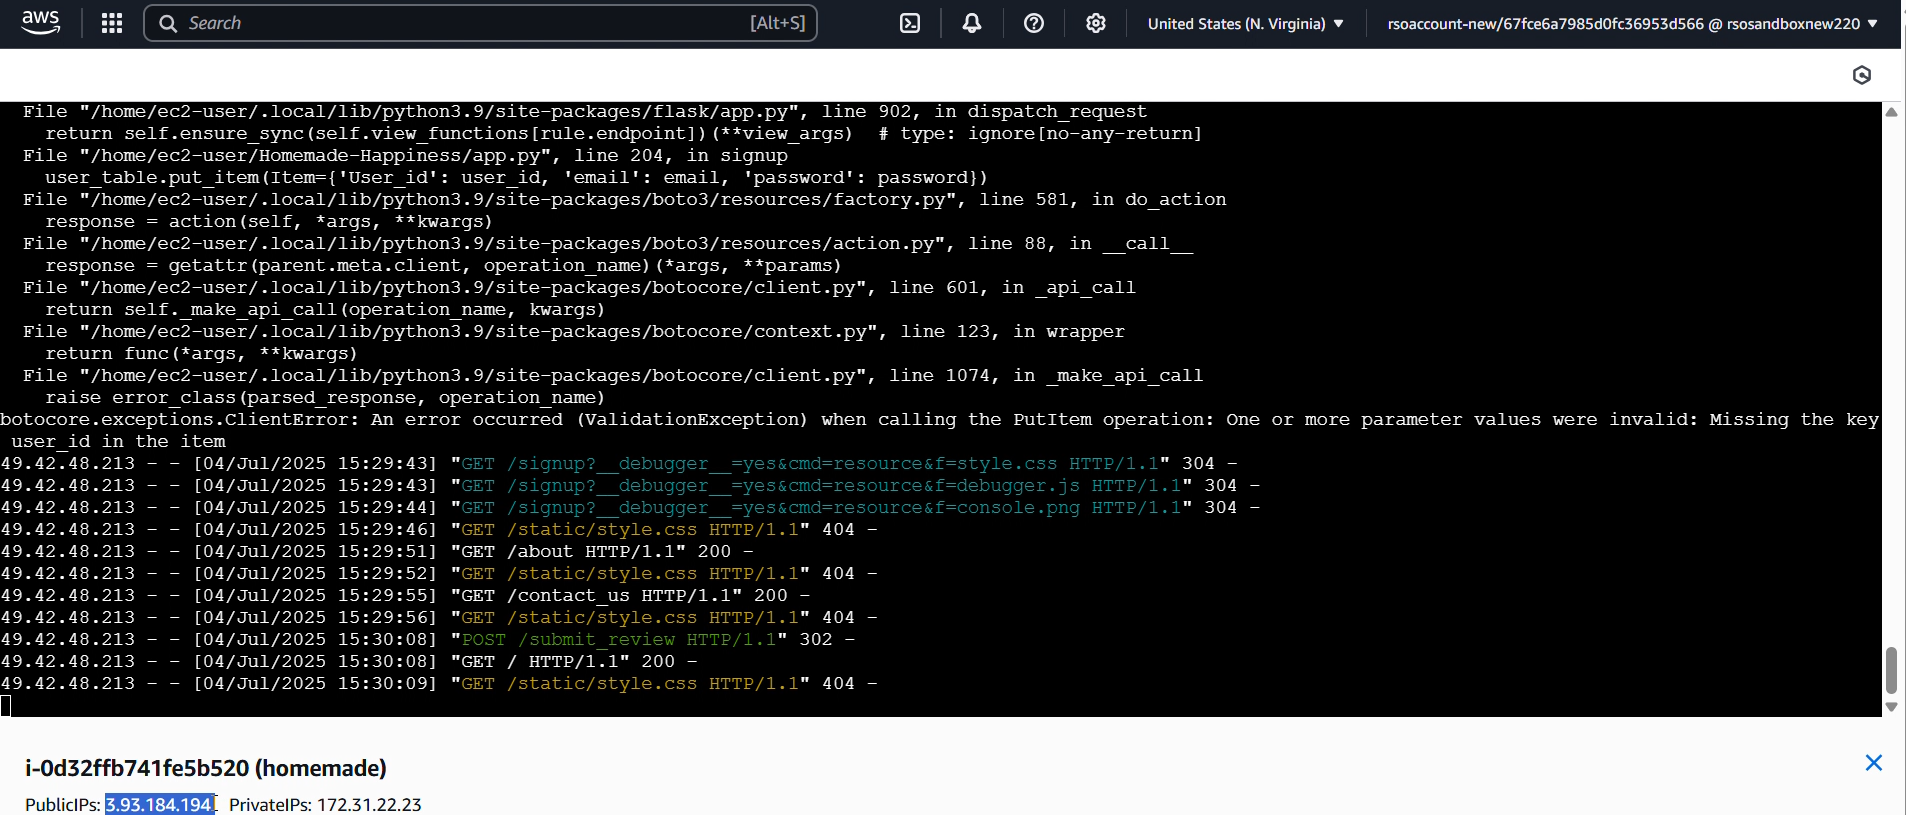 aws
Search [Alt+S] United States (N. Virginia) ▼ rsoaccount-new/67fce6a7985d0fc36953d566 @ rsosandboxnew220 ▼
File "/home/ec2-user/.local/lib/python3.9/site-packages/flask/app.py", line 902, in dispatch_request
return self.ensure_sync(self.view_functions[rule.endpoint])(**view_args)  # type: ignore[no-any-return]
File "/home/ec2-user/Homemade-Happiness/app.py", line 204, in signup
user_table.put_item(Item={'User_id': user_id, 'email': email, 'password': password})
File "/home/ec2-user/.local/lib/python3.9/site-packages/boto3/resources/factory.py", line 581, in do_action
response = action(self, *args, **kwargs)
File "/home/ec2-user/.local/lib/python3.9/site-packages/boto3/resources/action.py", line 88, in __call__
response = getattr(parent.meta.client, operation_name)(*args, **params)
File "/home/ec2-user/.local/lib/python3.9/site-packages/botocore/client.py", line 601, in _api_call
return self._make_api_call(operation_name, kwargs)
File "/home/ec2-user/.local/lib/python3.9/site-packages/botocore/context.py", line 123, in wrapper
return func(*args, **kwargs)
File "/home/ec2-user/.local/lib/python3.9/site-packages/botocore/client.py", line 1074, in _make_api_call
raise error_class(parsed_response, operation_name)
botocore.exceptions.ClientError: An error occurred (ValidationException) when calling the PutItem operation: One or more parameter values were invalid: Missing the key
user_id in the item
49.42.48.213 - - [04/Jul/2025 15:29:43] "GET /signup?__debugger__=yes&cmd=resource&f=style.css HTTP/1.1" 304 -
49.42.48.213 - - [04/Jul/2025 15:29:43] "GET /signup?__debugger__=yes&cmd=resource&f=debugger.js HTTP/1.1" 304 -
49.42.48.213 - - [04/Jul/2025 15:29:44] "GET /signup?__debugger__=yes&cmd=resource&f=console.png HTTP/1.1" 304 -
49.42.48.213 - - [04/Jul/2025 15:29:46] "GET /static/style.css HTTP/1.1" 404 -
49.42.48.213 - - [04/Jul/2025 15:29:51] "GET /about HTTP/1.1" 200 -
49.42.48.213 - - [04/Jul/2025 15:29:52] "GET /static/style.css HTTP/1.1" 404 -
49.42.48.213 - - [04/Jul/2025 15:29:55] "GET /contact_us HTTP/1.1" 200 -
49.42.48.213 - - [04/Jul/2025 15:29:56] "GET /static/style.css HTTP/1.1" 404 -
49.42.48.213 - - [04/Jul/2025 15:30:08] "POST /submit_review HTTP/1.1" 302 -
49.42.48.213 - - [04/Jul/2025 15:30:08] "GET / HTTP/1.1" 200 -
49.42.48.213 - - [04/Jul/2025 15:30:09] "GET /static/style.css HTTP/1.1" 404 -
i-0d32ffb741fe5b520 (homemade)
PublicIPs: 3.93.184.194 PrivateIPs: 172.31.22.23